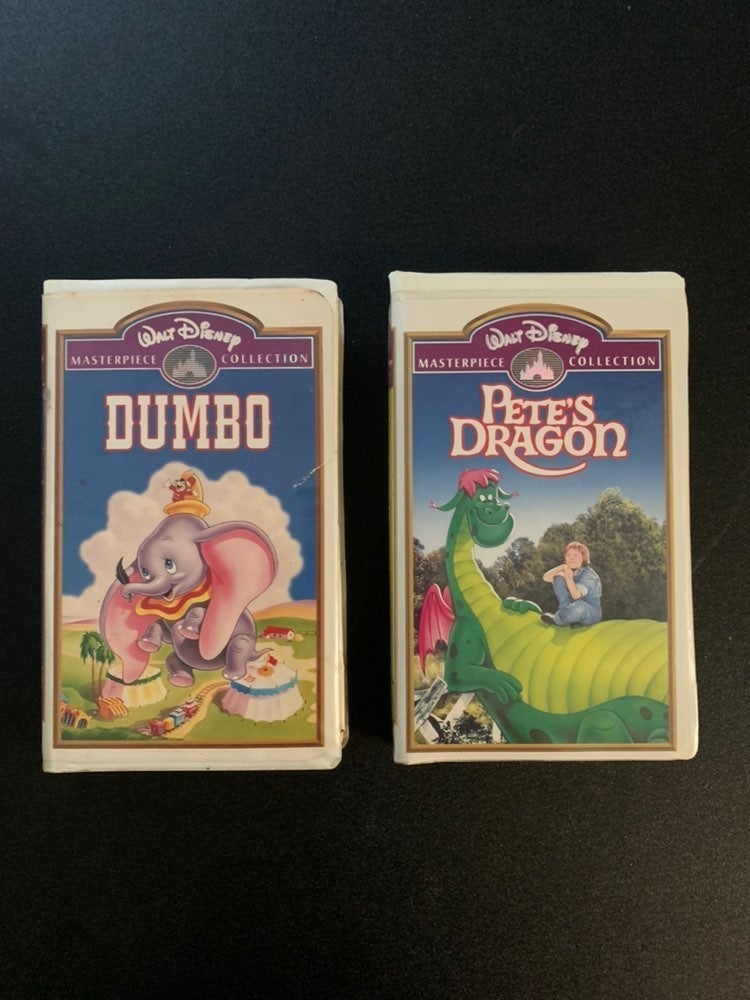 Walt Disney
MASTERPIECE COLLECTION
DUMBO
Walt Disney
MASTERPIECE COLLECTION
PETE'S
DRAGON